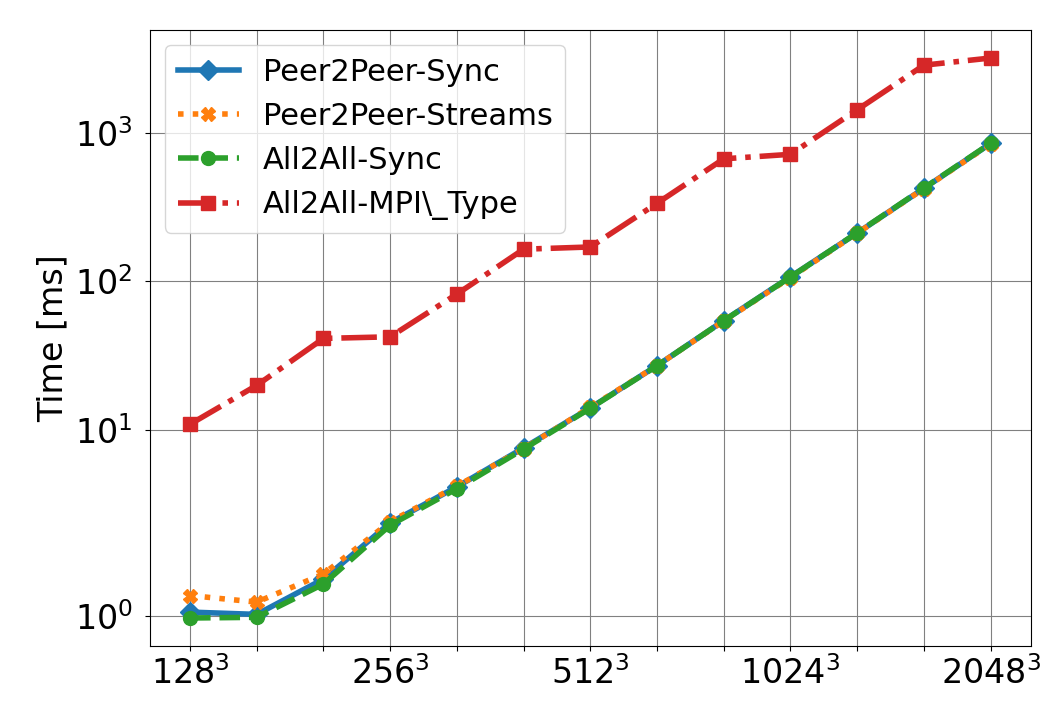 Peer2Peer-Sync
Peer2Peer-Streams
All2All-Sync
All2All-MPI\_Type
Time [ms]
10³
10²
10¹
10⁰
128³ 256³ 512³ 1024³ 2048³